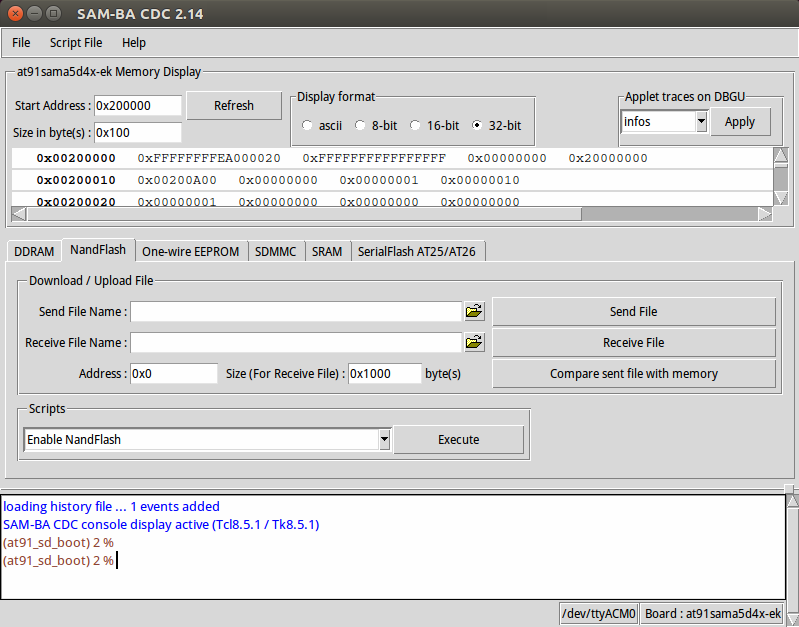 SAM-BA CDC 2.14
File Script File Help
at91sama5d4x-ek Memory Display
Start Address : 0x200000 Refresh
Size in byte(s) : 0x100
Display format
ascii 8-bit 16-bit 32-bit
Applet traces on DBGU
infos Apply
0x00200000 0xFFFFFFFFEA000020 0xFFFFFFFFFFFFFFFF 0x00000000 0x20000000
0x00200010 0x00200A00 0x00000000 0x00000001 0x00000010
0x00200020 0x00000001 0x00000000 0x00000000 0x00000000
DDRAM NandFlash One-wire EEPROM SDMMC SRAM SerialFlash AT25/AT26
Download / Upload File
Send File Name : Send File
Receive File Name : Receive File
Address : 0x0 Size (For Receive File) : 0x1000 byte(s) Compare sent file with memory
Scripts
Enable NandFlash Execute
loading history file ... 1 events added
SAM-BA CDC console display active (Tcl8.5.1 / Tk8.5.1)
(at91_sd_boot) 2 %
(at91_sd_boot) 2 %
/dev/ttyACM0 Board : at91sama5d4x-ek